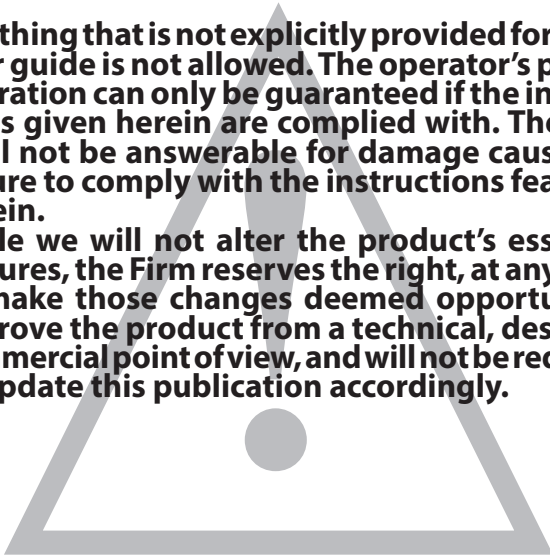 thing that is not explicitly provided for
r guide is not allowed. The operator’s p
ration can only be guaranteed if the in
s given herein are complied with. The
l not be answerable for damage caus
ure to comply with the instructions fea
ein.
le we will not alter the product’s ess
ures, the Firm reserves the right, at any
make those changes deemed opportu
rove the product from a technical, des
mercial point of view, and will not be rec
pdate this publication accordingly.